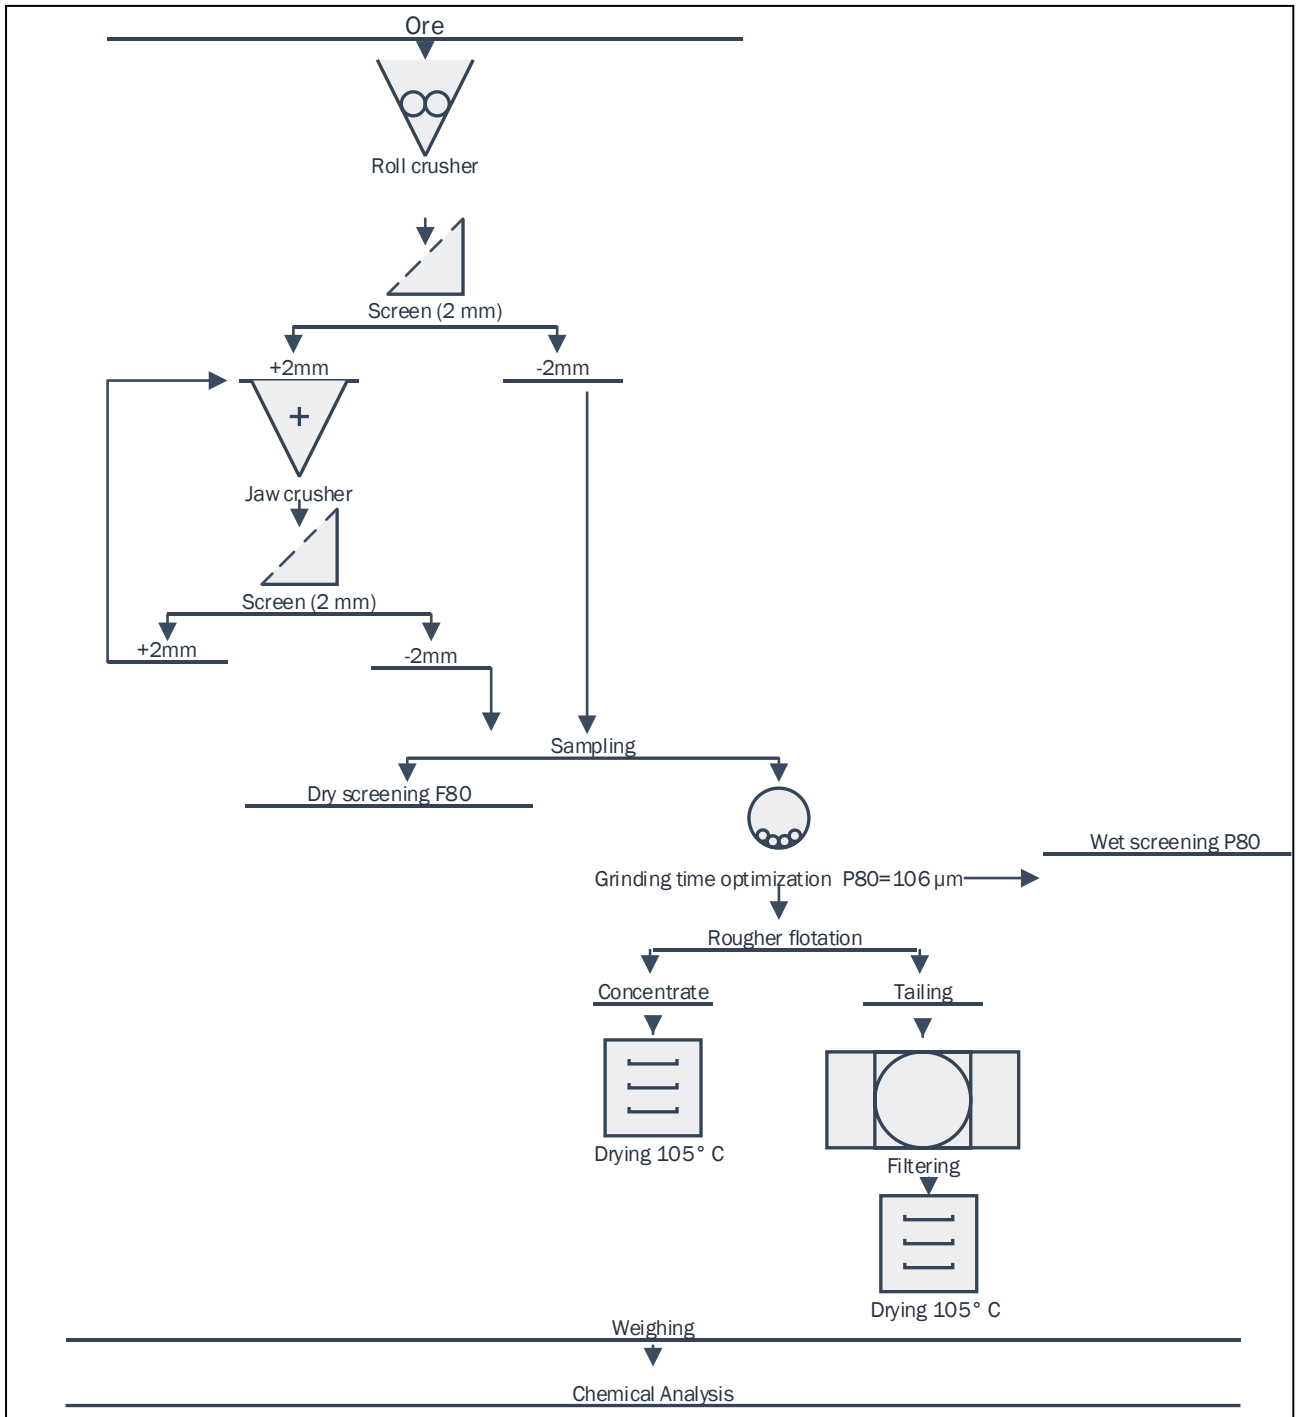 Ore
Roll crusher
Screen (2 mm)
+2mm
-2mm
+
Jaw crusher
Screen (2 mm)
+2mm
-2mm
Sampling
Dry screening F80
Wet screening P80
Grinding time optimization P80=106 µm
Rougher flotation
Concentrate
Tailing
Drying 105° C
Filtering
Drying 105° C
Weighing
Chemical Analysis